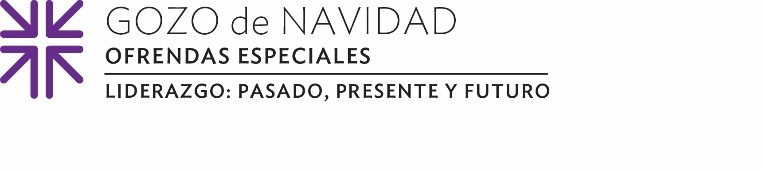 GOZO de NAVIDAD
OFRENDAS ESPECIALES
LIDERAZGO: PASADO, PRESENTE Y FUTURO